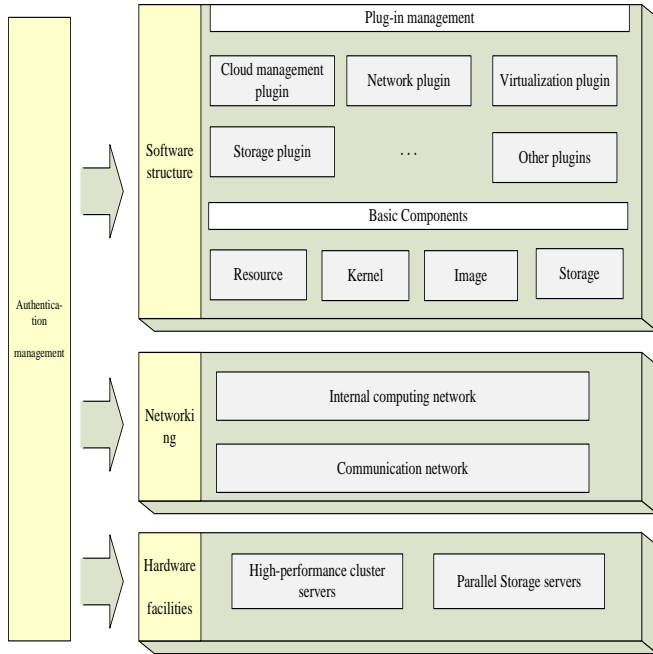 Authentica-
tion
management
Software
structure
Plug-in management
Cloud management
plugin
Network plugin
Virtualization plugin
Storage plugin
...
Other plugins
Basic Components
Resource
Kernel
Image
Storage
Networki
ng
Internal computing network
Communication network
Hardware
facilities
High-performance cluster
servers
Parallel Storage servers